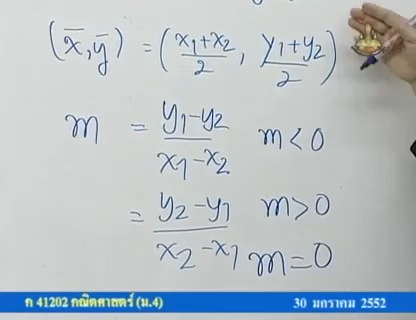 (x̄, ȳ) = (x₁+x₂/2, y₁+y₂/2)
m = y₁-y₂/x₁-x₂ m<0
= y₂-y₁/x₂-x₁ m>0
m=0
ค 41202 คณิตศาสตร์ (ม.4) 30 มกราคม 2552